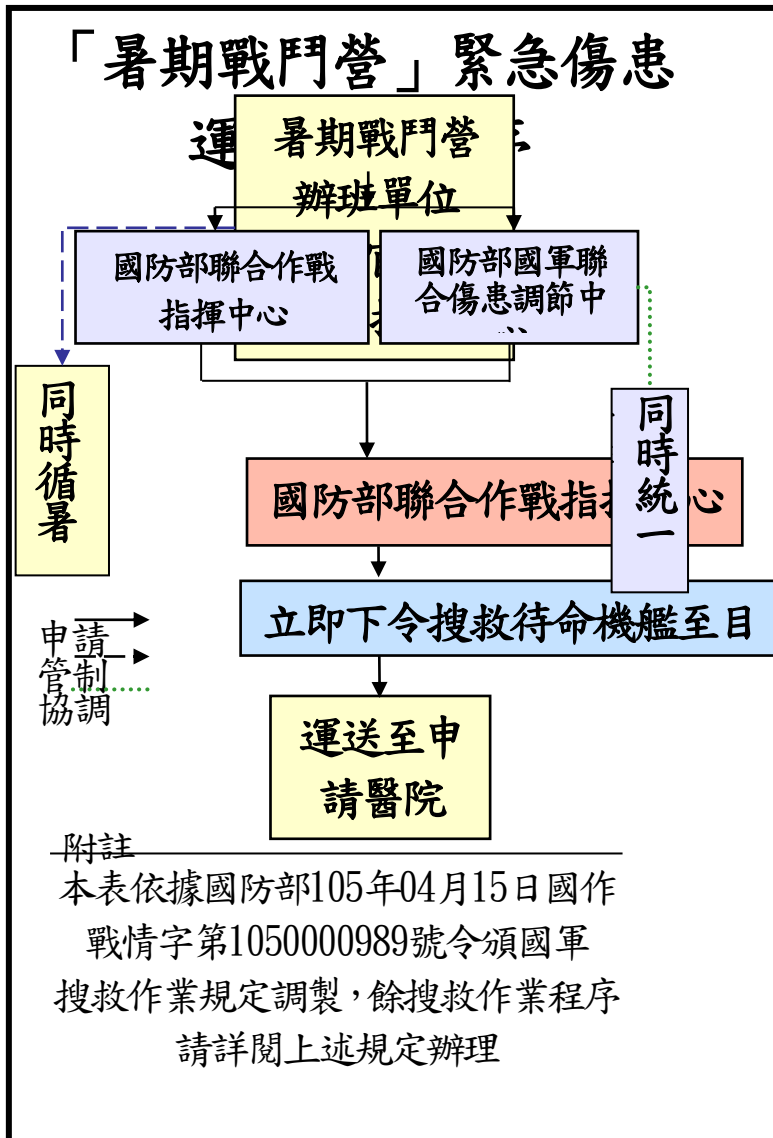 「暑期戰鬥營」緊急傷患
運
暑期戰鬥營
辦班單位
國防部聯合作戰
指揮中心
國防部國軍聯
合傷患調節中
同時循暑
同時統一
國防部聯合作戰指
心
立即下令搜救待命機艦至目
申請
管制
協調
運送至申
請醫院
附註
本表依據國防部105年04月15日國作
戰情字第1050000989號令頒國軍
搜救作業規定調製，餘搜救作業程序
請詳閱上述規定辦理